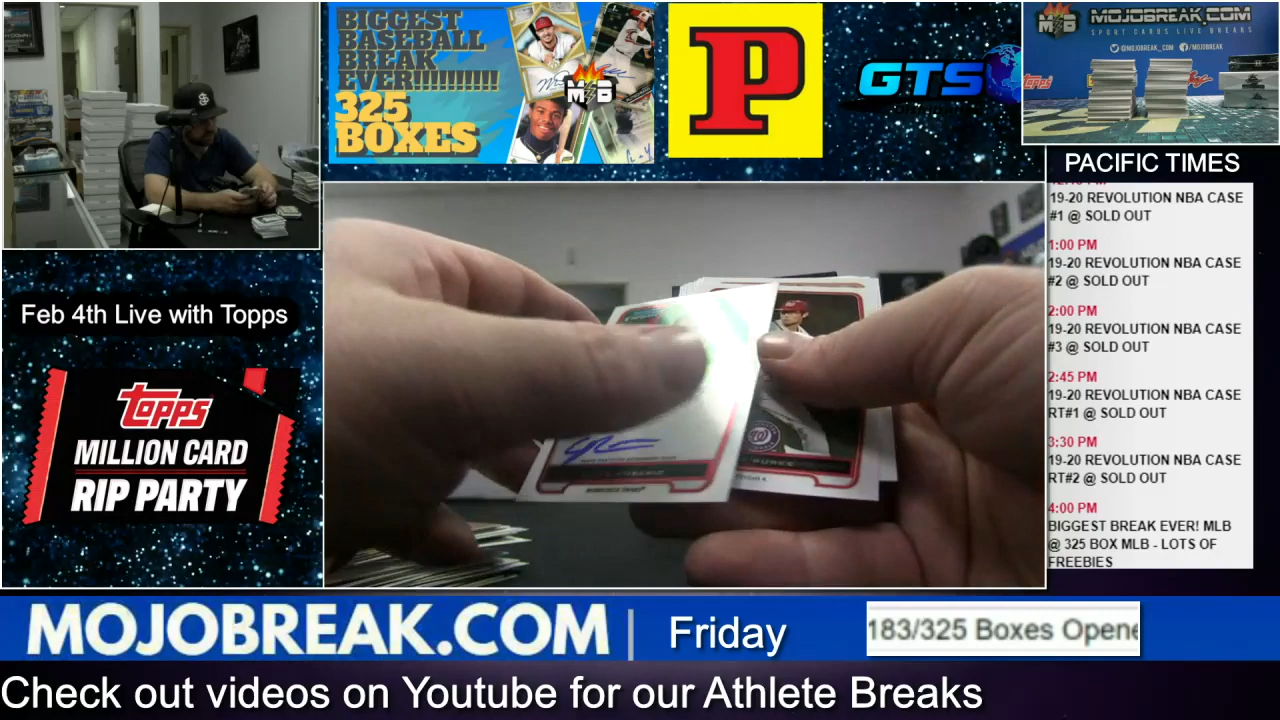 BIGGEST
BASEBALL
BREAK
EVER!!!!!!!!!!!
325
BOXES
M B
P
GTS
MOJOBREAK.COM
SPORT CARDS LIVE BREAKS
@MOJOBREAK_COM /MOJOBREAK
topps
PACIFIC TIMES
19-20 REVOLUTION NBA CASE
#1 @ SOLD OUT
1:00 PM
19-20 REVOLUTION NBA CASE
#2 @ SOLD OUT
2:00 PM
19-20 REVOLUTION NBA CASE
#3 @ SOLD OUT
2:45 PM
19-20 REVOLUTION NBA CASE
RT#1 @ SOLD OUT
3:30 PM
19-20 REVOLUTION NBA CASE
RT#2 @ SOLD OUT
4:00 PM
BIGGEST BREAK EVER! MLB
@ 325 BOX MLB - LOTS OF
FREEBIES
Feb 4th Live with Topps
topps
MILLION CARD
RIP PARTY
MOJOBREAK.COM | Friday
183/325 Boxes Opene
Check out videos on Youtube for our Athlete Breaks